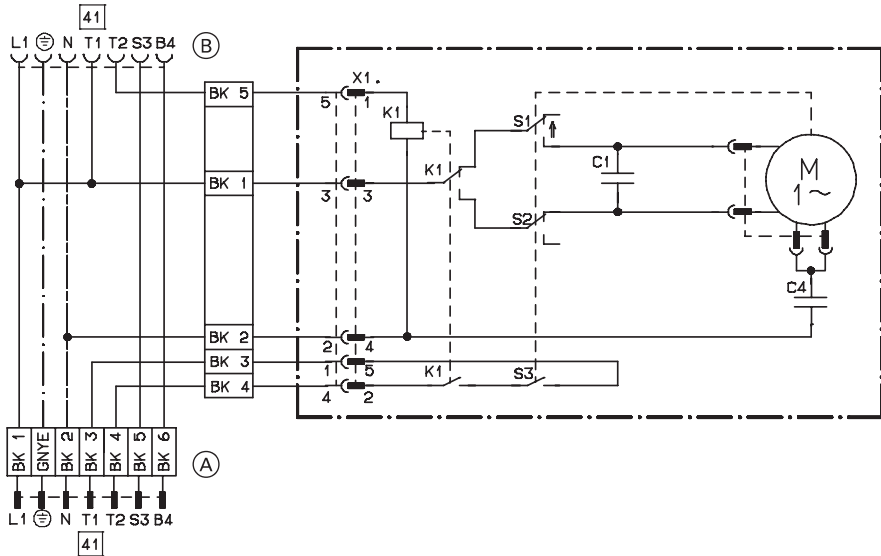 41
L1 N T1 T2 S3 B4 B
BK 5
X1.
5 1
K1
S1
C1
M
1~
BK 1
3 3
K1
S2
C4
BK 2
2 4
BK 3
1 5
K1 S3
BK 4
4 2
BK 1 GNYE BK 2 BK 3 BK 4 BK 5 BK 6 A
L1 N T1 T2 S3 B4
41